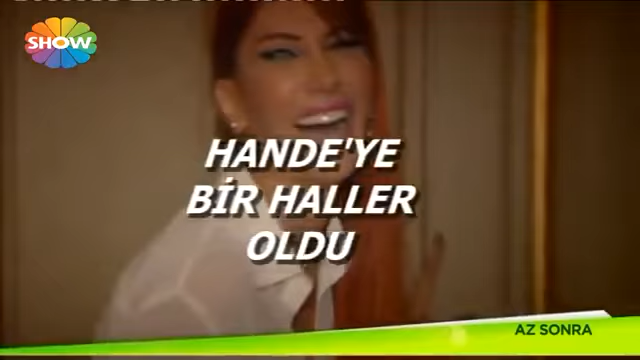 SHOW
HANDE'YE
BİR HALLER
OLDU
AZ SONRA